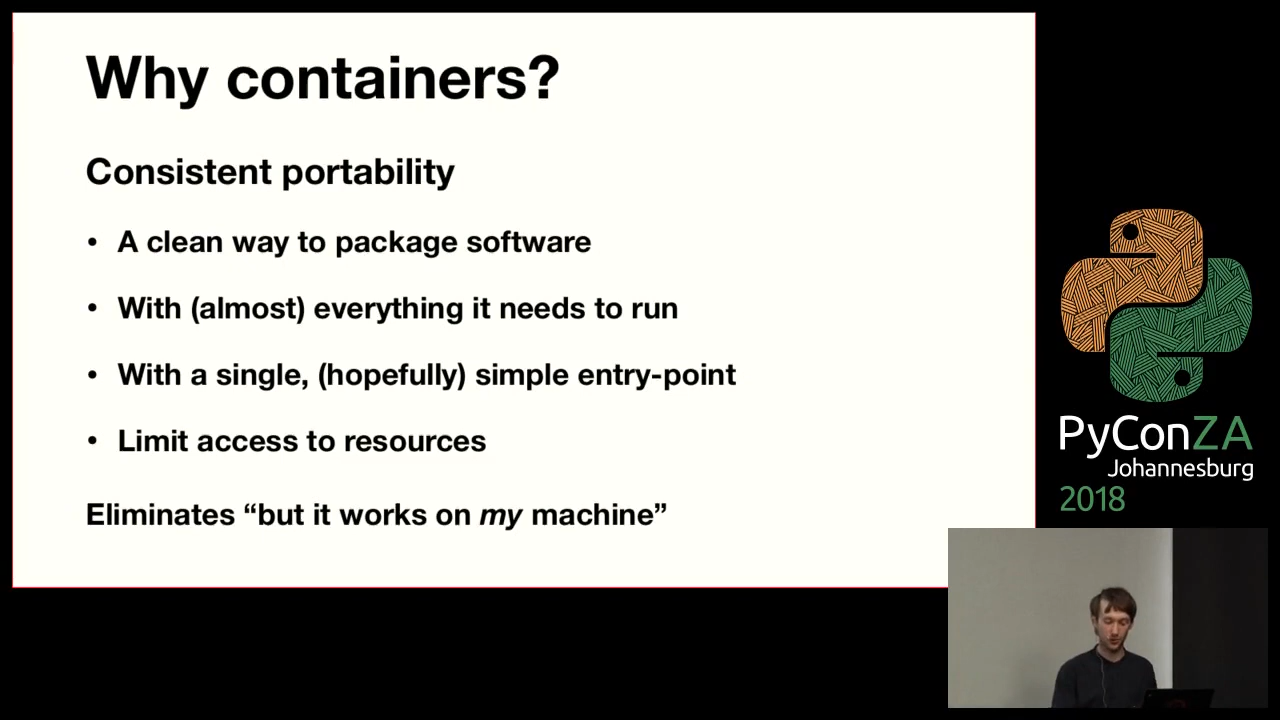 Why containers?
Consistent portability
• A clean way to package software
• With (almost) everything it needs to run
• With a single, (hopefully) simple entry-point
• Limit access to resources
Eliminates “but it works on my machine”
PyConZA
Johannesburg
2018